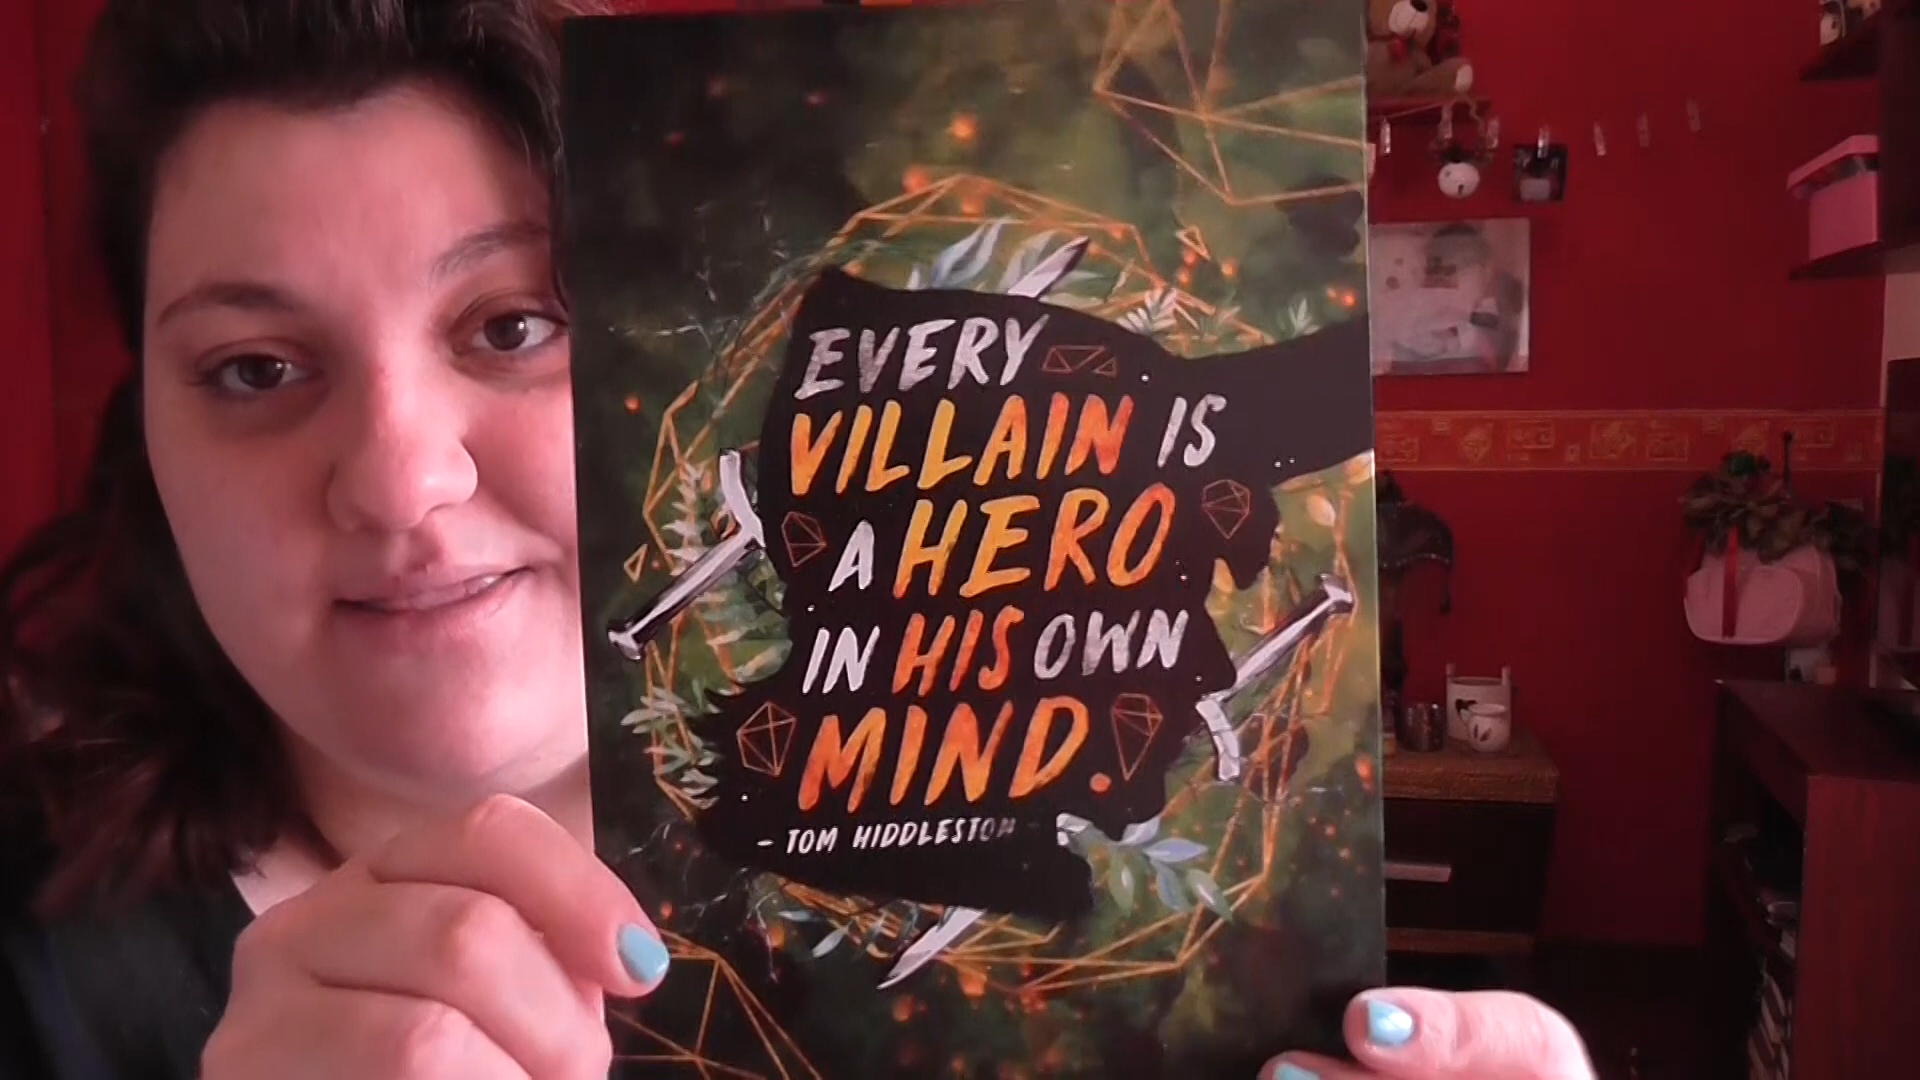 EVERY
VILLAIN IS
A HERO
IN HIS OWN
MIND.
- TOM HIDDLESTON -